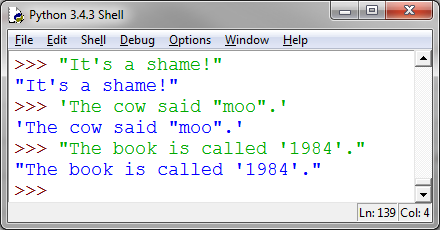 Python 3.4.3 Shell
File Edit Shell Debug Options Window Help
>>> "It's a shame!"
"It's a shame!"
>>> 'The cow said "moo".'
'The cow said "moo".'
>>> "The book is called '1984'."
"The book is called '1984'."
>>>
Ln: 139 Col: 4